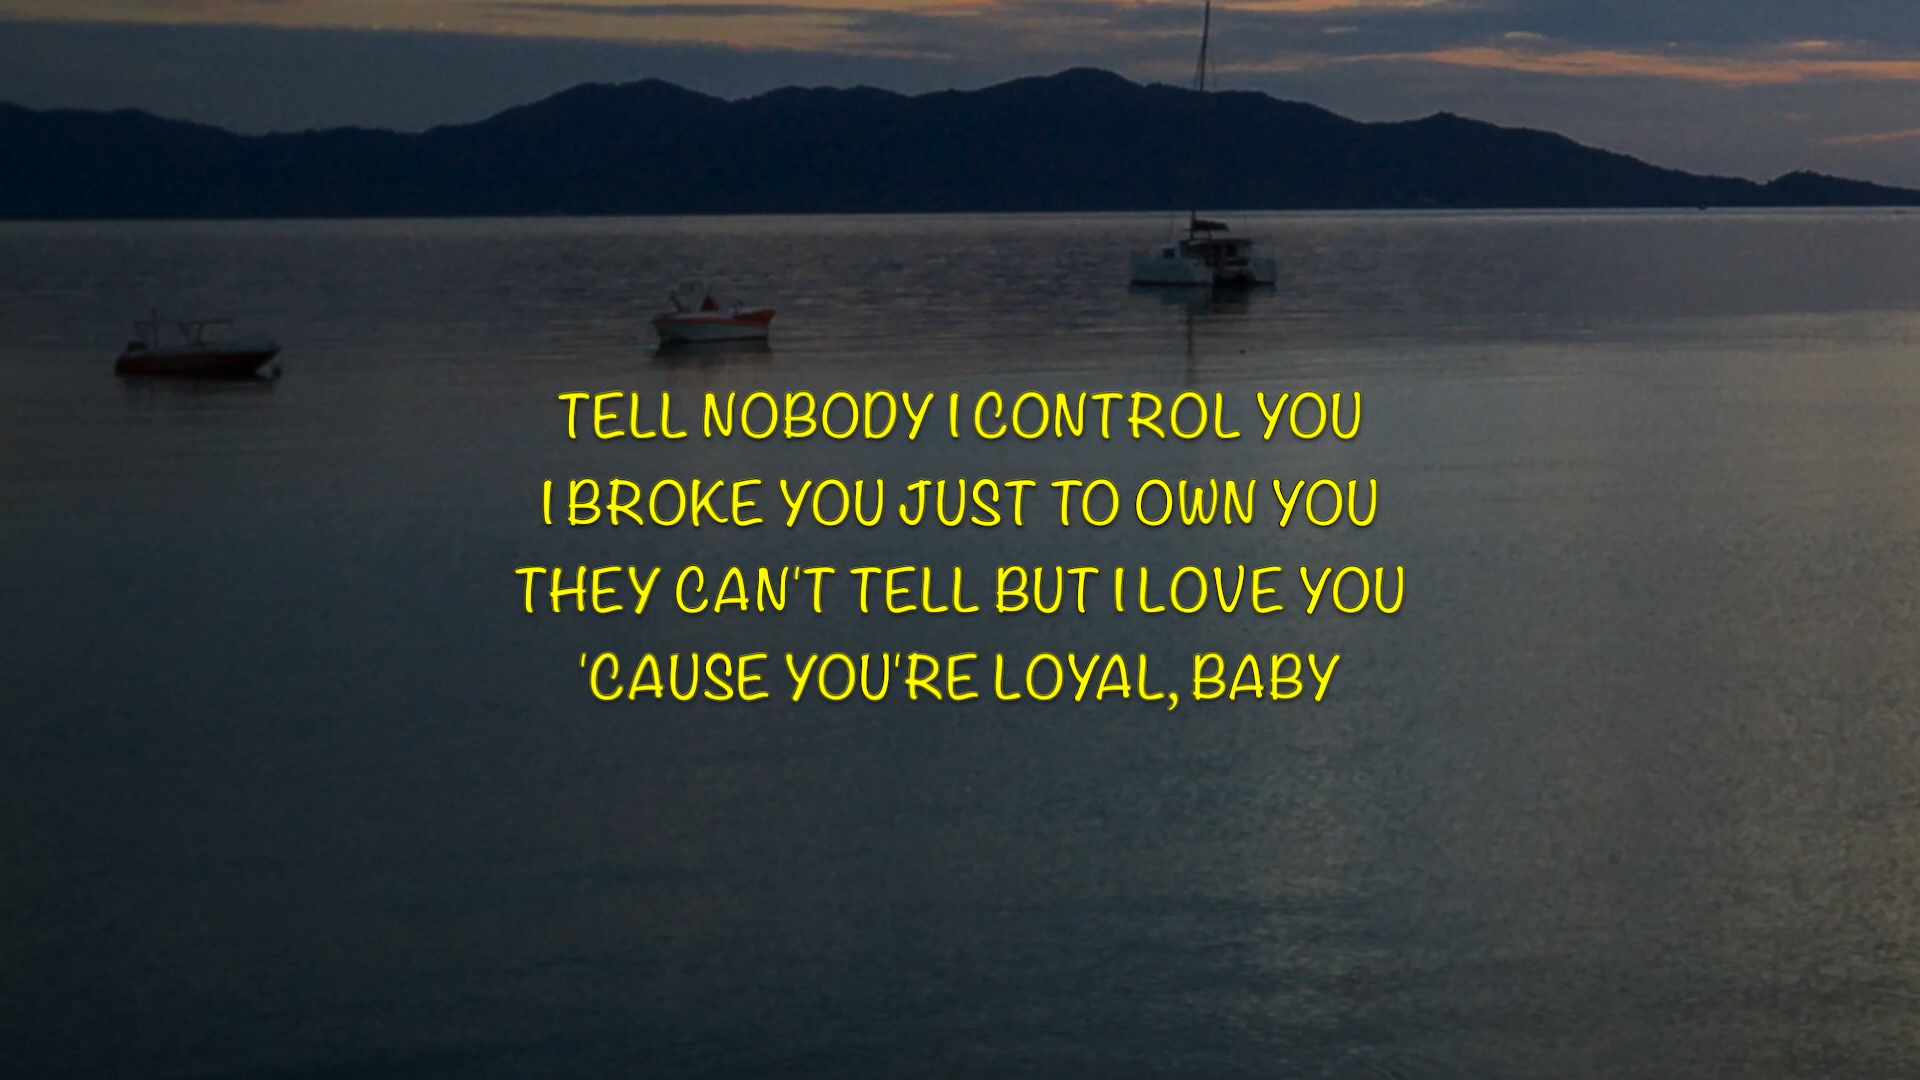 TELL NOBODY I CONTROL YOU
I BROKE YOU JUST TO OWN YOU
THEY CAN'T TELL BUT I LOVE YOU
'CAUSE YOU'RE LOYAL, BABY